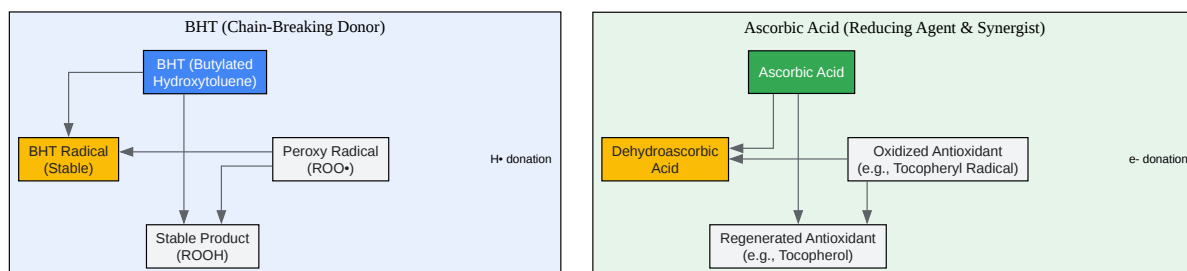 BHT (Chain-Breaking Donor)
BHT (Butylated
Hydroxytoluene)
BHT Radical
(Stable)
Peroxy Radical
(ROO•)
H• donation
Stable Product
(ROOH)
Ascorbic Acid (Reducing Agent & Synergist)
Ascorbic Acid
Dehydroascorbic
Acid
Oxidized Antioxidant
(e.g., Tocopheryl Radical)
e- donation
Regenerated Antioxidant
(e.g., Tocopherol)